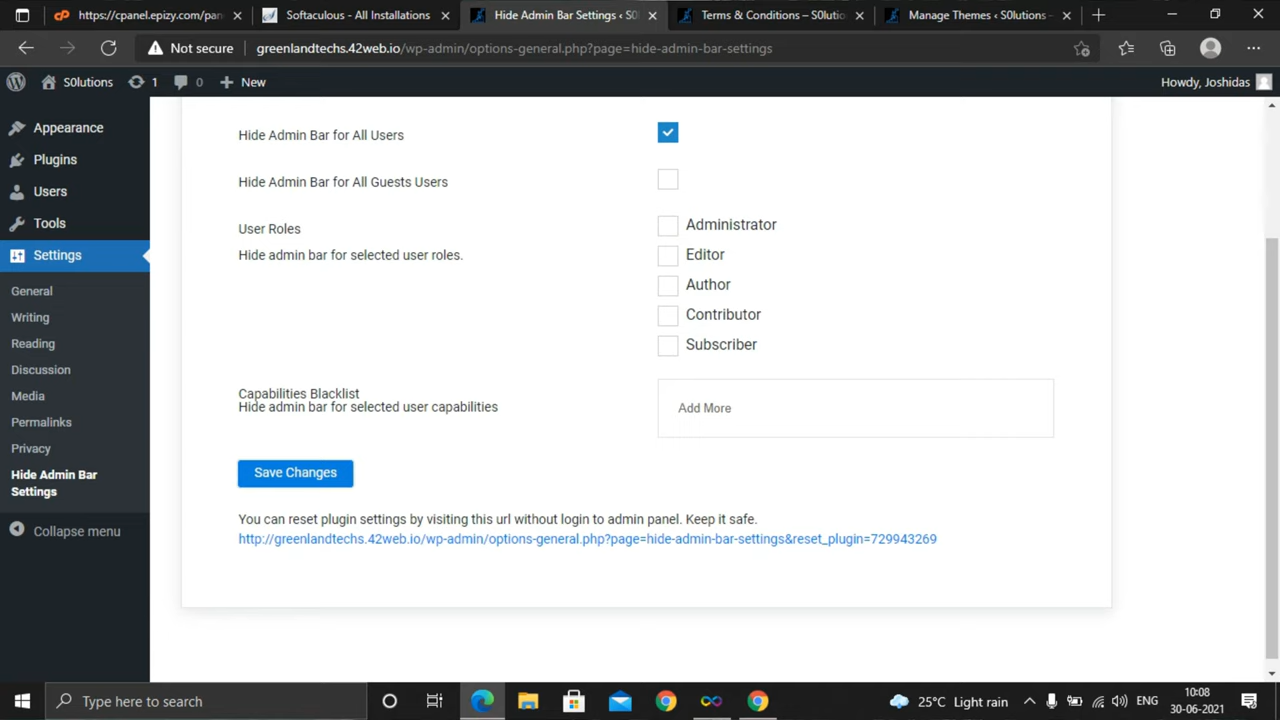 https://cpanel.epizy.com/pan
Softaculous - All Installations
Hide Admin Bar Settings ‹ S0l
Terms & Conditions – S0lutio
Manage Themes ‹ S0lutions –
Not secure
greenlandtechs.42web.io/wp-admin/options-general.php?page=hide-admin-bar-settings
S0lutions
1
0
New
Howdy, Joshidas
Appearance
Plugins
Users
Tools
Settings
General
Writing
Reading
Discussion
Media
Permalinks
Privacy
Hide Admin Bar
Settings
Collapse menu
Hide Admin Bar for All Users
Hide Admin Bar for All Guests Users
User Roles
Hide admin bar for selected user roles.
Administrator
Editor
Author
Contributor
Subscriber
Capabilities Blacklist
Hide admin bar for selected user capabilities
Add More
Save Changes
You can reset plugin settings by visiting this url without login to admin panel. Keep it safe.
http://greenlandtechs.42web.io/wp-admin/options-general.php?page=hide-admin-bar-settings&reset_plugin=729943269
Type here to search
25°C Light rain
ENG
10:08
30-06-2021